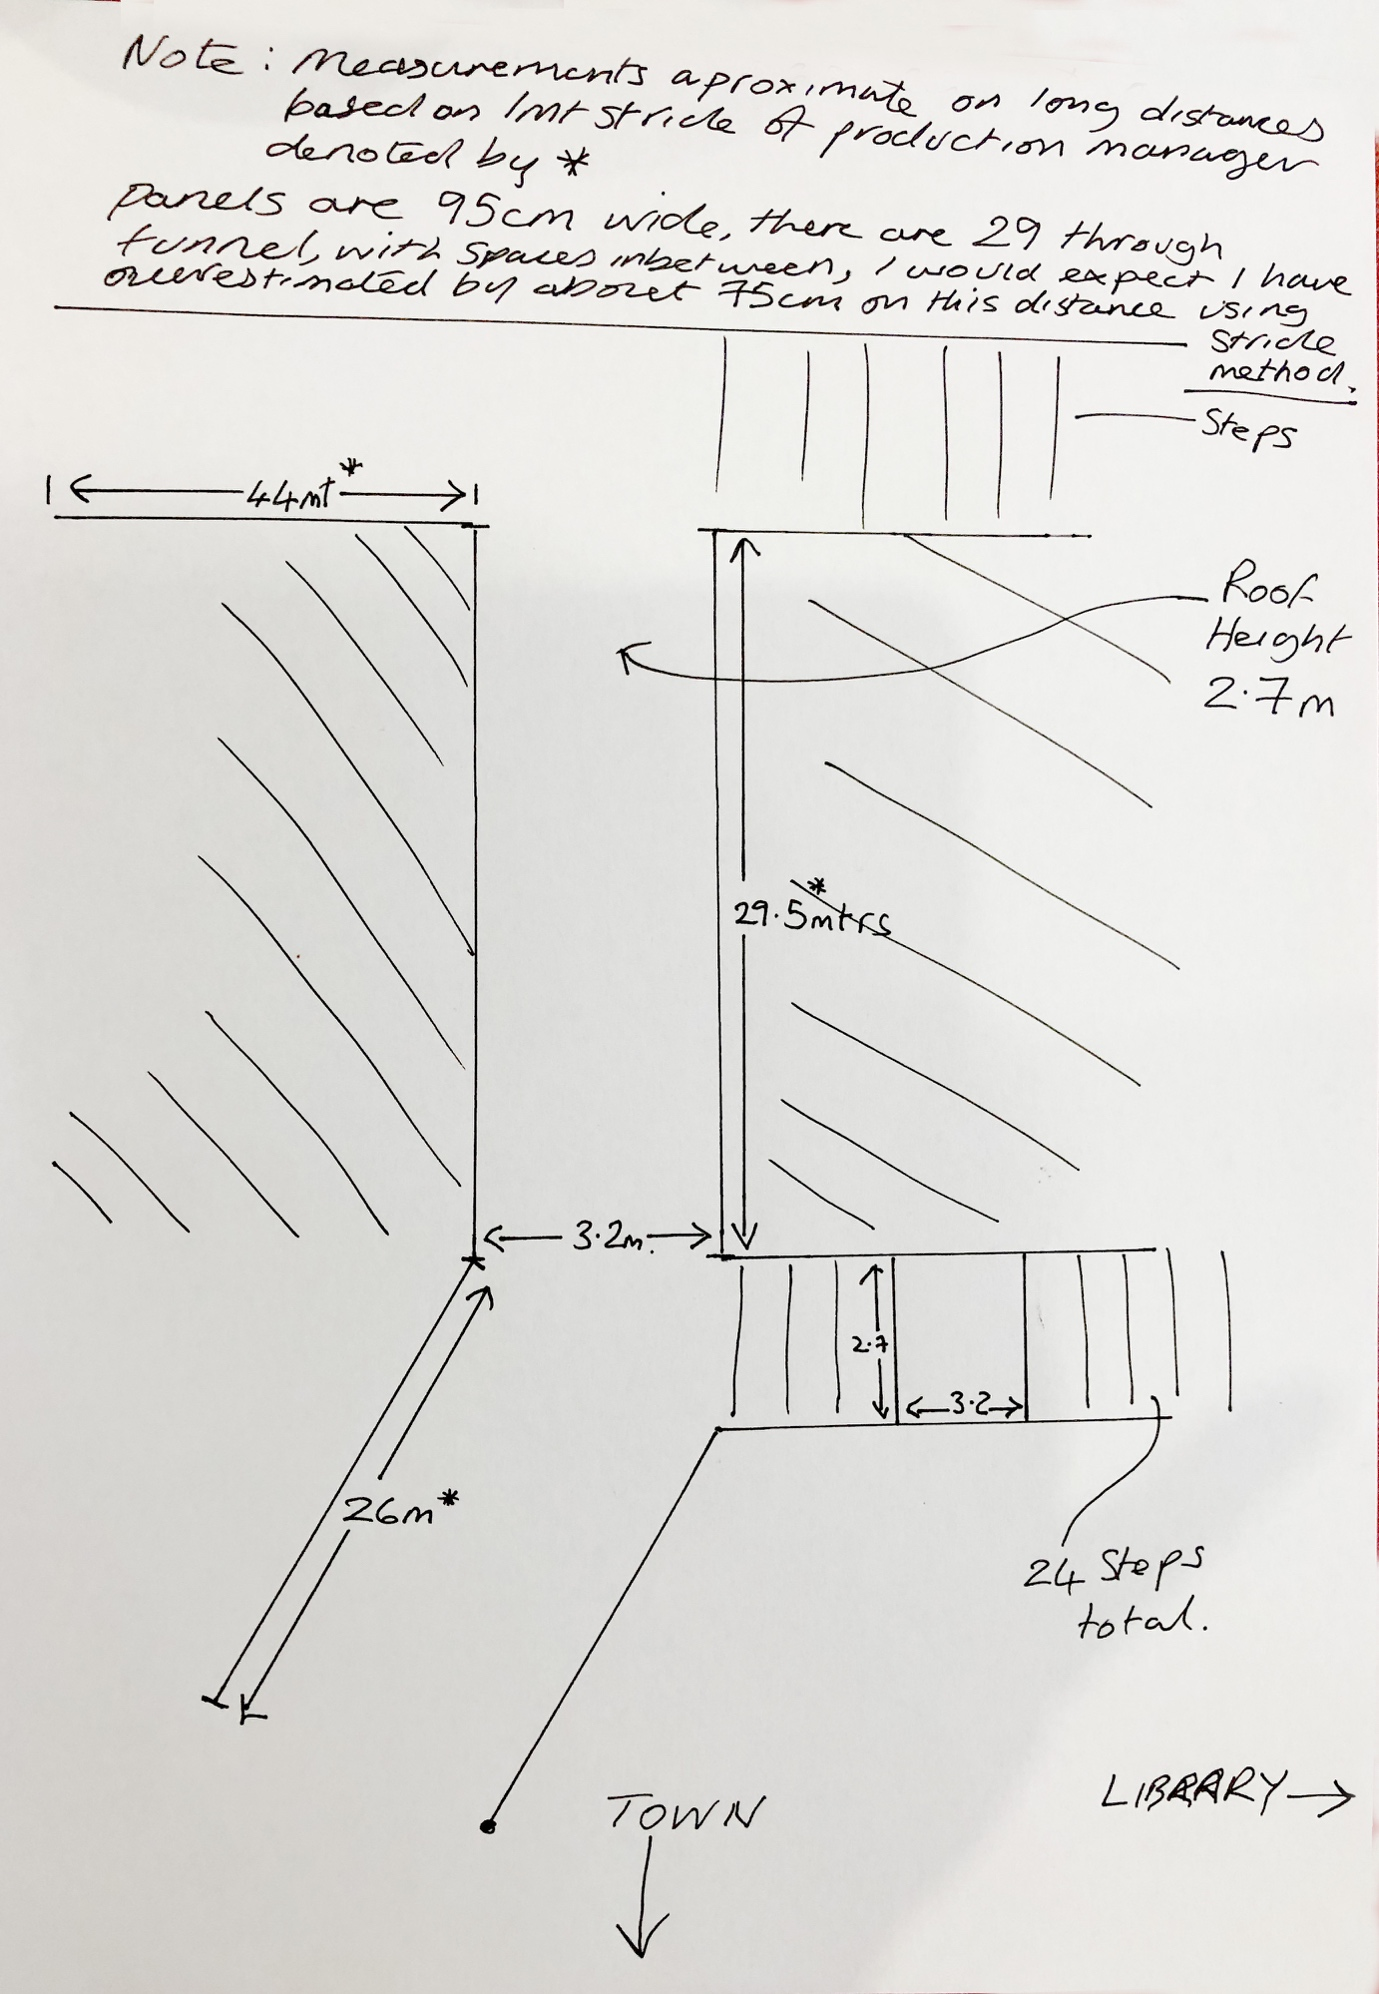 Note: Measurements aproximate on long distances
based on 1mt stride of production manager
denoted by *
panels are 95cm wide, there are 29 through
tunnel, with spaces inbetween, I would expect I have
overestimated by about 75cm on this distance using
stride
method.
Steps
44mt*
Roof
Height
2.7m
29.5mtrs*
3.2m.
2.7
3.2
26m*
24 Steps
total.
LIBRARY →
TOWN